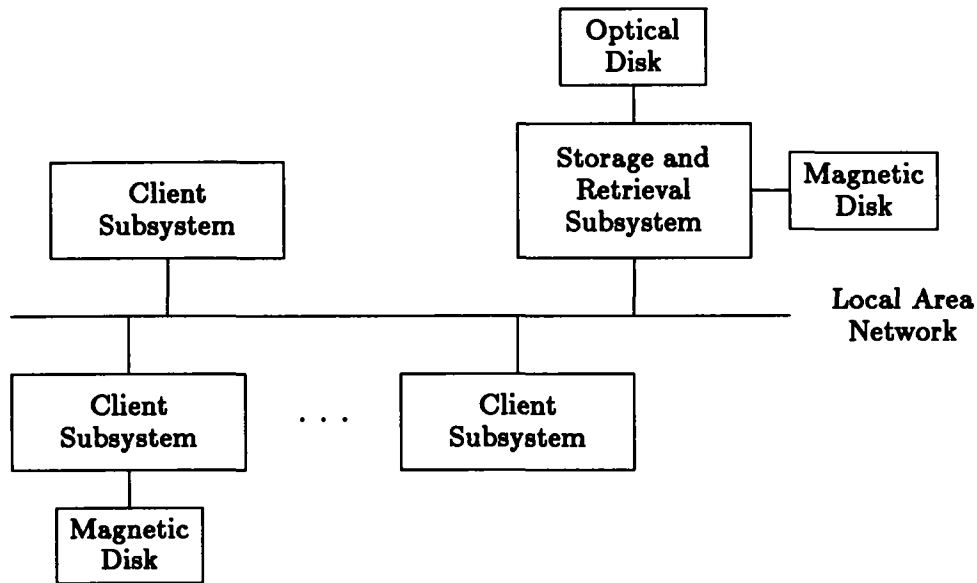 Optical
Disk
Storage and
Retrieval
Subsystem
Magnetic
Disk
Client
Subsystem
Local Area
Network
Client
Subsystem
. . .
Client
Subsystem
Magnetic
Disk